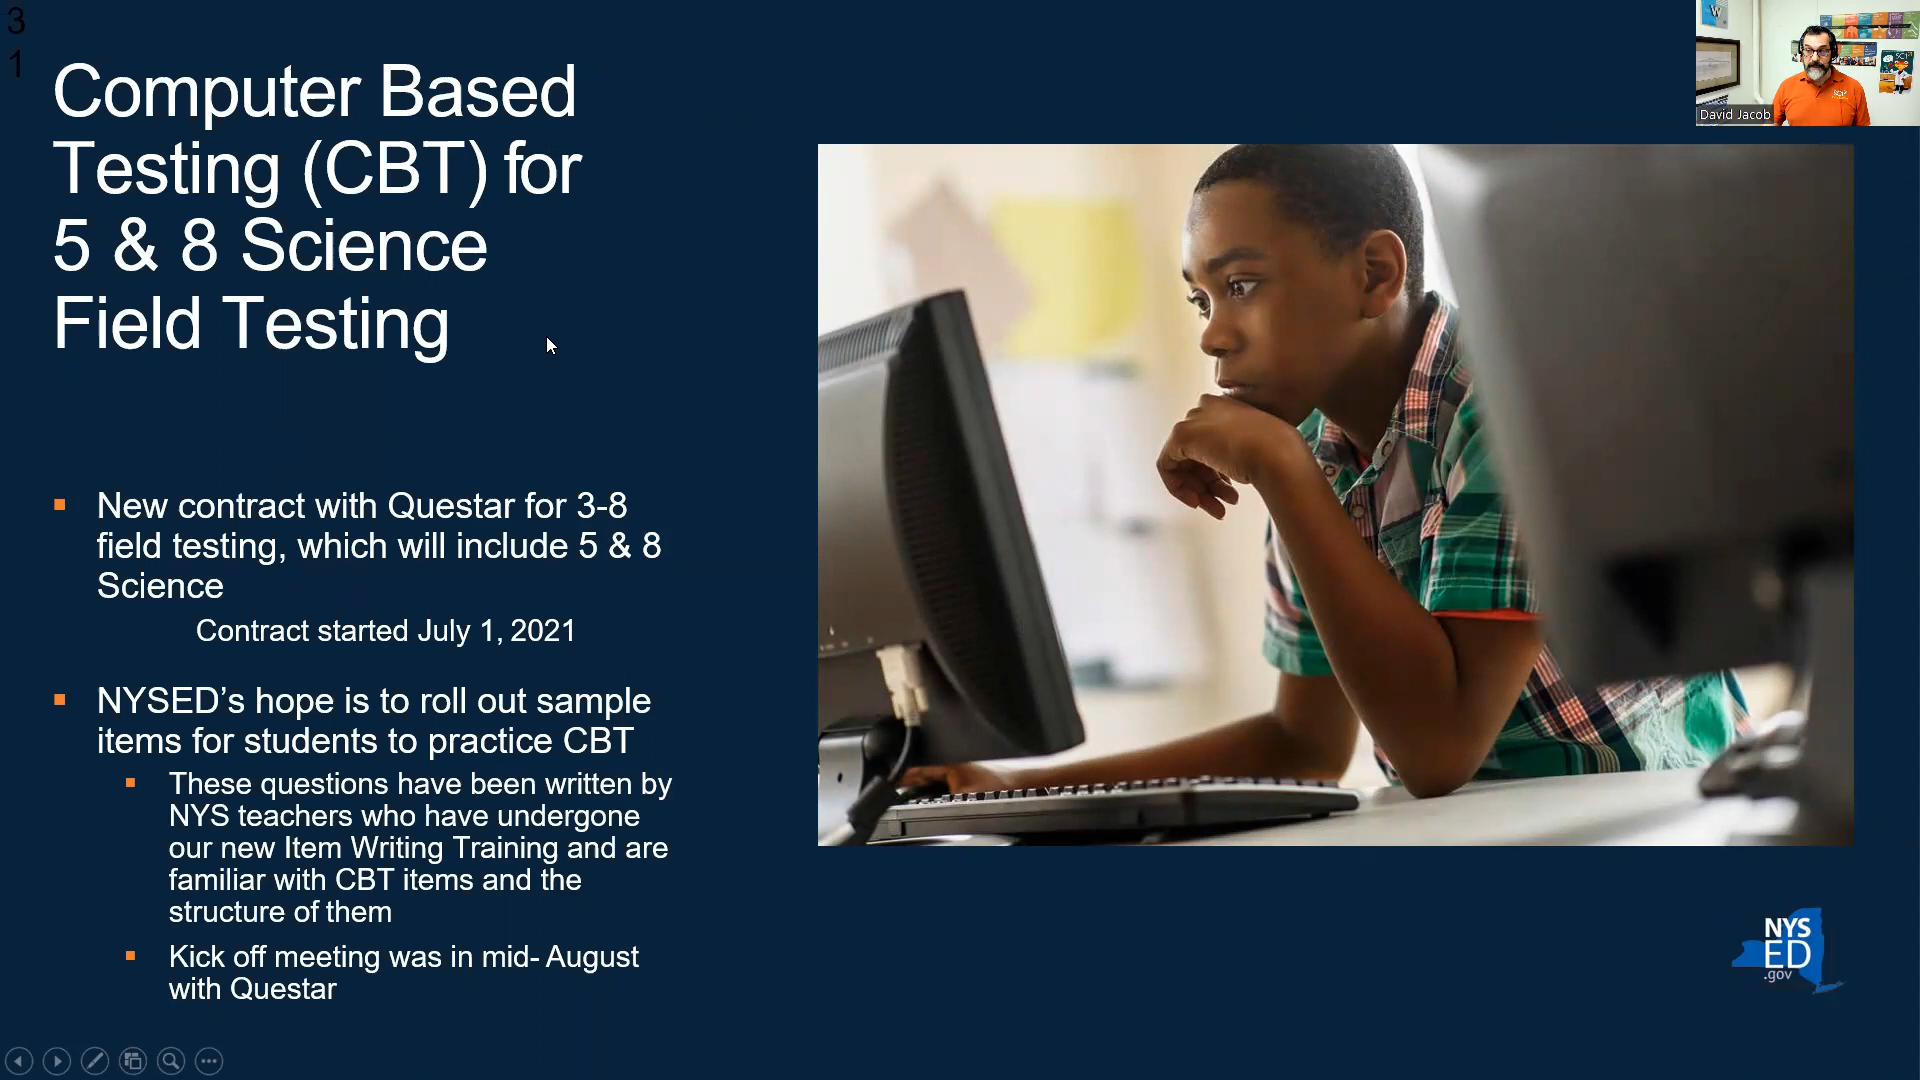 3
1
Computer Based
Testing (CBT) for
5 & 8 Science
Field Testing
New contract with Questar for 3-8
field testing, which will include 5 & 8
Science
Contract started July 1, 2021
NYSED’s hope is to roll out sample
items for students to practice CBT
These questions have been written by
NYS teachers who have undergone
our new Item Writing Training and are
familiar with CBT items and the
structure of them
Kick off meeting was in mid- August
with Questar
David Jacob
NYS
ED
.gov